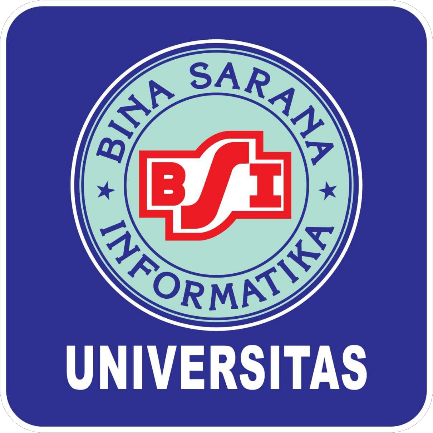 BINA SARANA
BSI
INFORMATIKA
UNIVERSITAS